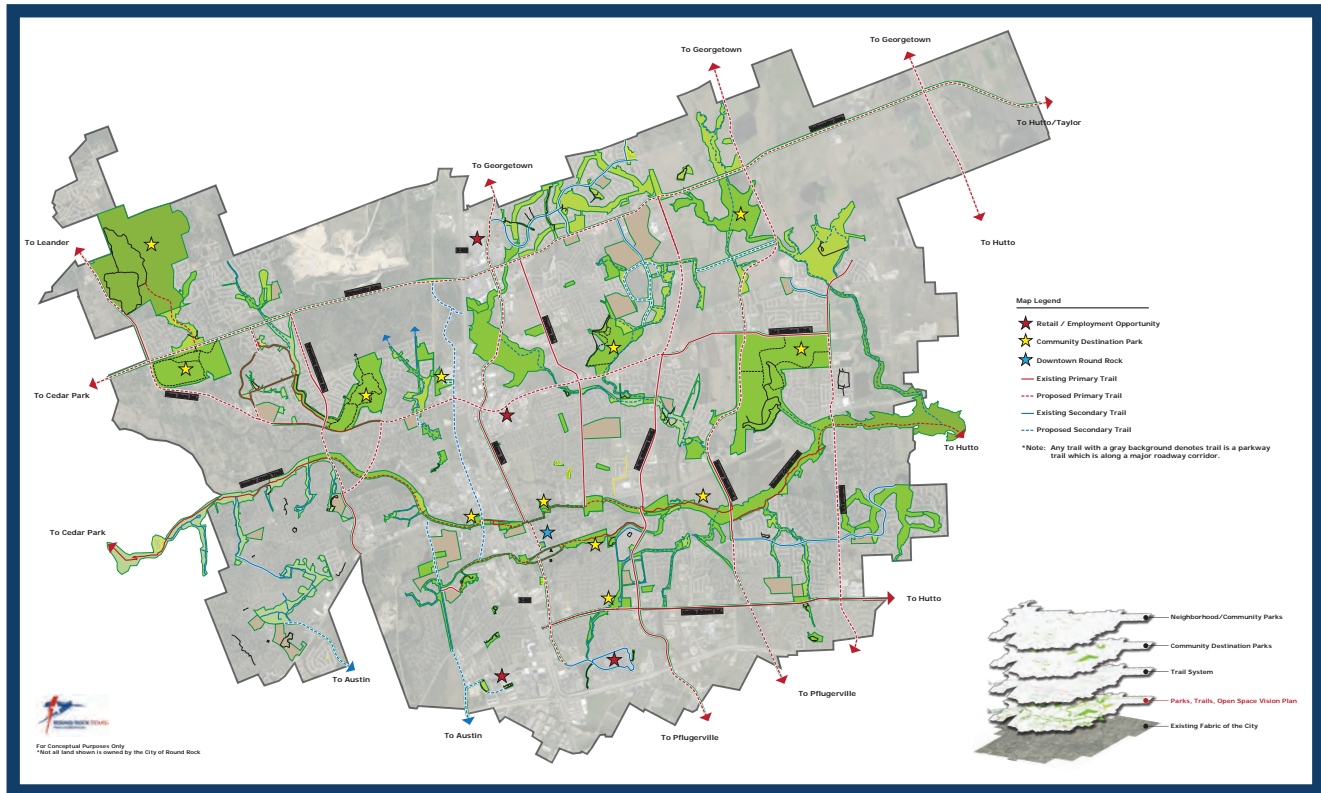 To Georgetown
To Georgetown
To Hutto/Taylor
To Georgetown
To Leander
To Hutto
Map Legend
Retail / Employment Opportunity
Community Destination Park
Downtown Round Rock
Existing Primary Trail
Proposed Primary Trail
Existing Secondary Trail
Proposed Secondary Trail
*Note: Any trail with a gray background denotes trail is a parkway
trail which is along a major roadway corridor.
To Cedar Park
To Hutto
To Cedar Park
To Hutto
To Austin
To Pflugerville
To Austin
To Pflugerville
Neighborhood/Community Parks
Community Destination Parks
Trail System
Parks, Trails, Open Space Vision Plan
Existing Fabric of the City
ROUND ROCK TEXAS
For Conceptual Purposes Only
*Not all land shown is owned by the City of Round Rock